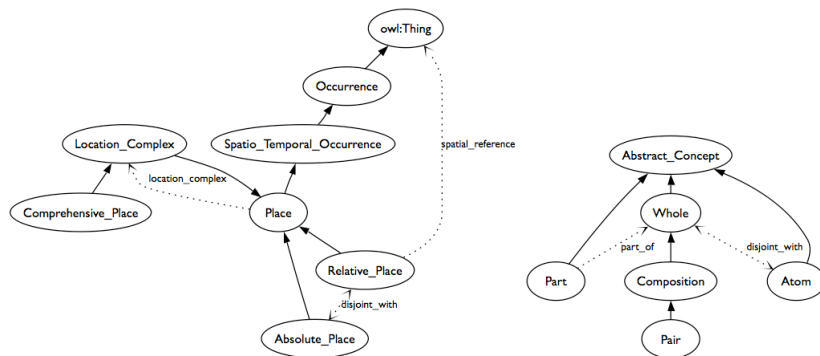 owl:Thing
Occurrence
Location_Complex
Spatio_Temporal_Occurrence
spatial_reference
Abstract_Concept
location_complex
Comprehensive_Place
Place
Whole
part_of
disjoint_with
Relative_Place
Part
Composition
Atom
disjoint_with
Absolute_Place
Pair